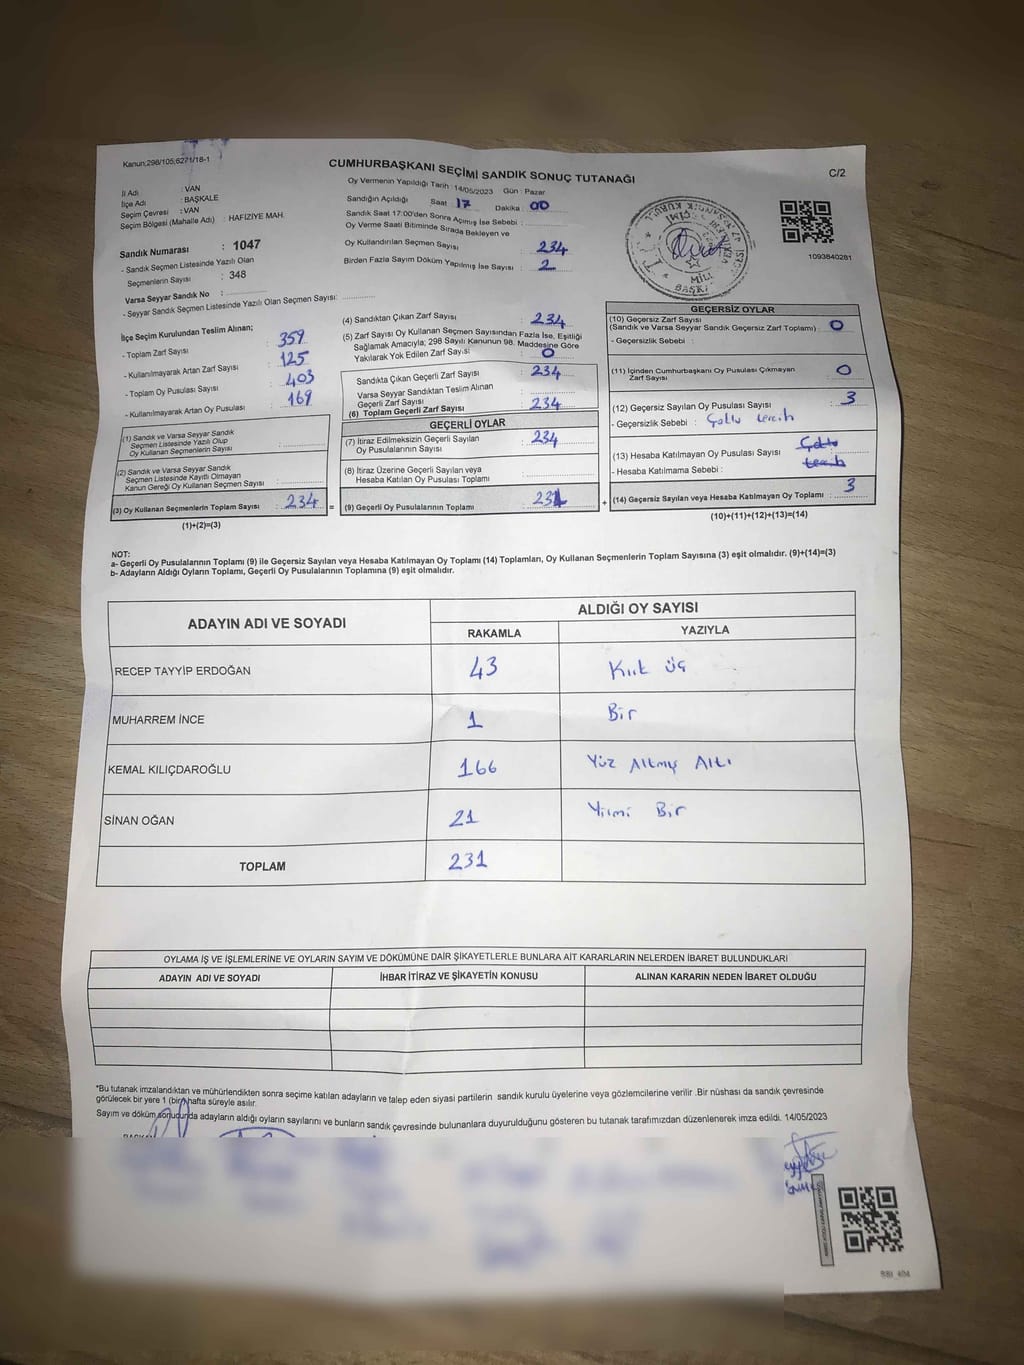 Kanun;298/105;6271/18-1
CUMHURBAŞKANI SEÇİMİ SANDIK SONUÇ TUTANAĞI
C/2
İl Adı : VAN
İlçe Adı : BAŞKALE
Seçim Çevresi : VAN
Seçim Bölgesi (Mahalle Adı) : HAFIZIYE MAH.
Sandık Numarası : 1047
- Sandık Seçmen Listesinde Yazılı Olan
Seçmenlerin Sayısı : 348
Varsa Seyyar Sandık No :
- Seyyar Sandık Seçmen Listesinde Yazılı Olan Seçmen Sayısı:
Oy Vermenin Yapıldığı Tarih : 14/05/2023 Gün : Pazar
Sandığın Açıldığı Saat 17 Dakika 00
Sandık Saat 17:00'den Sonra Açılmış İse Sebebi :
Oy Verme Saati Bitiminde Sırada Bekleyen ve
Oy Kullandırılan Seçmen Sayısı : 234
Birden Fazla Sayım Döküm Yapılmış İse Sayısı : 2
1093840281
İlçe Seçim Kurulundan Teslim Alınan;
- Toplam Zarf Sayısı : 359
- Kullanılmayarak Artan Zarf Sayısı : 125
- Toplam Oy Pusulası Sayısı : 403
- Kullanılmayarak Artan Oy Pusulası : 169
(1) Sandık ve Varsa Seyyar Sandık
Seçmen Listesinde Yazılı Olup
Oy Kullanan Seçmenlerin Sayısı :
(2) Sandık ve Varsa Seyyar Sandık
Seçmen Listesinde Kayıtlı Olmayan
Kanun Gereği Oy Kullanan Seçmen Sayısı :
(3) Oy Kullanan Seçmenlerin Toplam Sayısı : 234 =
(1)+(2)=(3)
(4) Sandıktan Çıkan Zarf Sayısı : 234
(5) Zarf Sayısı Oy Kullanan Seçmen Sayısından Fazla İse, Eşitliği
Sağlamak Amacıyla; 298 Sayılı Kanunun 98. Maddesine Göre
Yakılarak Yok Edilen Zarf Sayısı : 0
Sandıkta Çıkan Geçerli Zarf Sayısı : 234
Varsa Seyyar Sandıktan Teslim Alınan
Geçerli Zarf Sayısı :
(6) Toplam Geçerli Zarf Sayısı : 234
GEÇERLİ OYLAR
(7) İtiraz Edilmeksizin Geçerli Sayılan
Oy Pusulasının Sayısı : 234
(8) İtiraz Üzerine Geçerli Sayılan veya
Hesaba Katılan Oy Pusulası Toplamı :
(9) Geçerli Oy Pusulalarının Toplamı : 231 +
GEÇERSİZ OYLAR
(10) Geçersiz Zarf Sayısı
(Sandık ve Varsa Seyyar Sandık Geçersiz Zarf Toplamı) : 0
- Geçersizlik Sebebi :
(11) İçinden Cumhurbaşkanı Oy Pusulası Çıkmayan
Zarf Sayısı : 0
(12) Geçersiz Sayılan Oy Pusulası Sayısı : 3
- Geçersizlik Sebebi : Çoklu tercih
(13) Hesaba Katılmayan Oy Pusulası Sayısı : Çoklu
- Hesaba Katılmama Sebebi : tercih
(14) Geçersiz Sayılan veya Hesaba Katılmayan Oy Toplamı : 3
(10)+(11)+(12)+(13)=(14)
NOT:
a- Geçerli Oy Pusulalarının Toplamı (9) ile Geçersiz Sayılan veya Hesaba Katılmayan Oy Toplamı (14) Toplamları, Oy Kullanan Seçmenlerin Toplam Sayısına (3) eşit olmalıdır. (9)+(14)=(3)
b- Adayların Aldığı Oyların Toplamı, Geçerli Oy Pusulalarının Toplamına (9) eşit olmalıdır.
ADAYIN ADI VE SOYADI ALDIĞI OY SAYISI
RAKAMLA YAZIYLA
RECEP TAYYİP ERDOĞAN 43 Kırk Üç
MUHARREM İNCE 1 Bir
KEMAL KILIÇDAROĞLU 166 Yüz Altmış Altı
SİNAN OĞAN 21 Yirmi Bir
TOPLAM 231
OYLAMA İŞ VE İŞLEMLERİNE VE OYLARIN SAYIM VE DÖKÜMÜNE DAİR ŞİKAYETLERLE BUNLARA AİT KARARLARIN NELERDEN İBARET BULUNDUKLARI
ADAYIN ADI VE SOYADI İHBAR İTİRAZ VE ŞİKAYETİN KONUSU ALINAN KARARIN NEDEN İBARET OLDUĞU
*Bu tutanak imzalandıktan ve mühürlendikten sonra seçime katılan adayların ve talep eden siyasi partilerin sandık kurulu üyelerine veya gözlemcilerine verilir .Bir nüshası da sandık çevresinde
görülecek bir yere 1 (bir) hafta süreyle asılır.
Sayım ve döküm sonucunda adayların aldığı oyların sayılarını ve bunların sandık çevresinde bulunanlara duyurulduğunu gösteren bu tutanak tarafımızdan düzenlenerek imza edildi. 14/05/2023